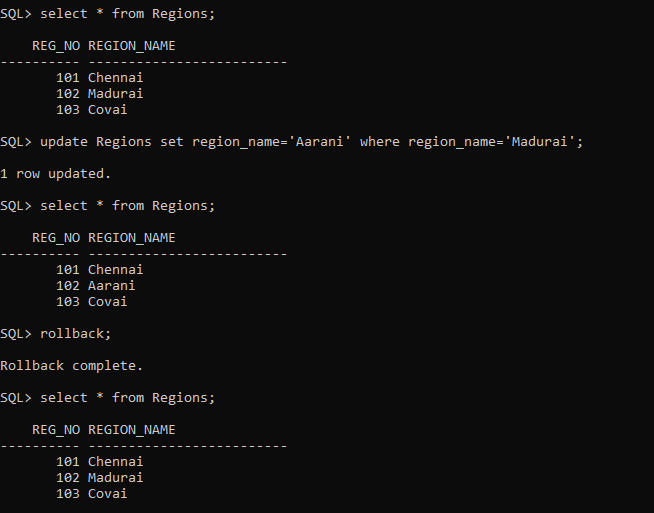 SQL> select * from Regions;
    REG_NO REGION_NAME
---------- -------------------------
       101 Chennai
       102 Madurai
       103 Covai
SQL> update Regions set region_name='Aarani' where region_name='Madurai';
1 row updated.
SQL> select * from Regions;
    REG_NO REGION_NAME
---------- -------------------------
       101 Chennai
       102 Aarani
       103 Covai
SQL> rollback;
Rollback complete.
SQL> select * from Regions;
    REG_NO REGION_NAME
---------- -------------------------
       101 Chennai
       102 Madurai
       103 Covai